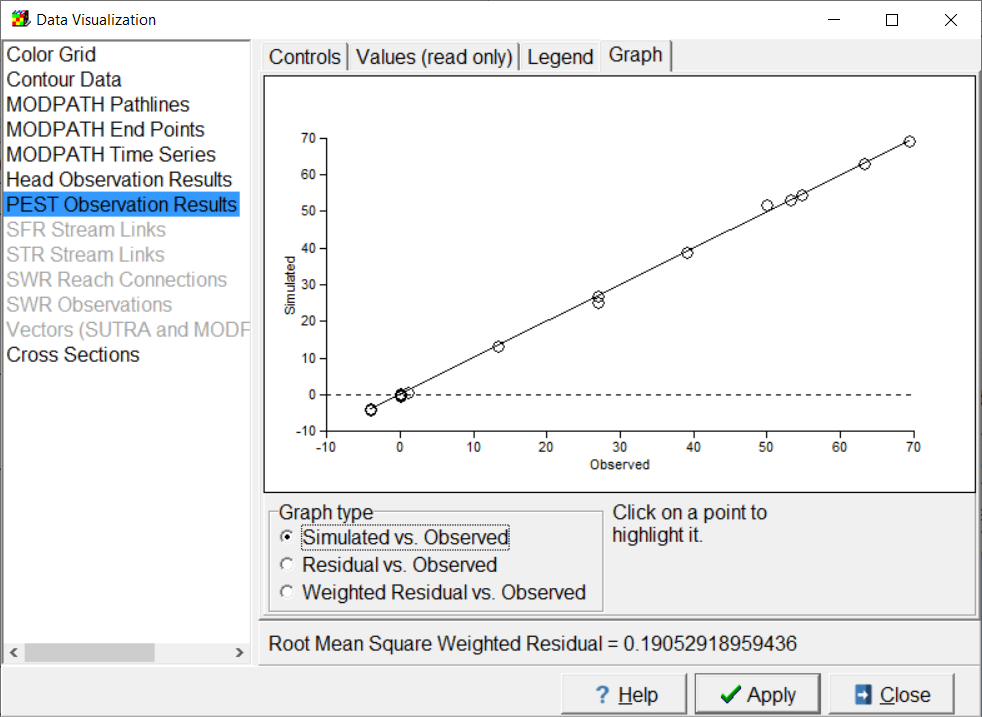 Data Visualization
Color Grid
Contour Data
MODPATH Pathlines
MODPATH End Points
MODPATH Time Series
Head Observation Results
PEST Observation Results
SFR Stream Links
STR Stream Links
SWR Reach Connections
SWR Observations
Vectors (SUTRA and MODF
Cross Sections
Controls
Values (read only)
Legend
Graph
70
60
50
40
30
20
10
0
-10
Simulated
-10 0 10 20 30 40 50 60 70
Observed
Graph type
Simulated vs. Observed
Residual vs. Observed
Weighted Residual vs. Observed
Click on a point to
highlight it.
Root Mean Square Weighted Residual = 0.19052918959436
? Help
Apply
Close